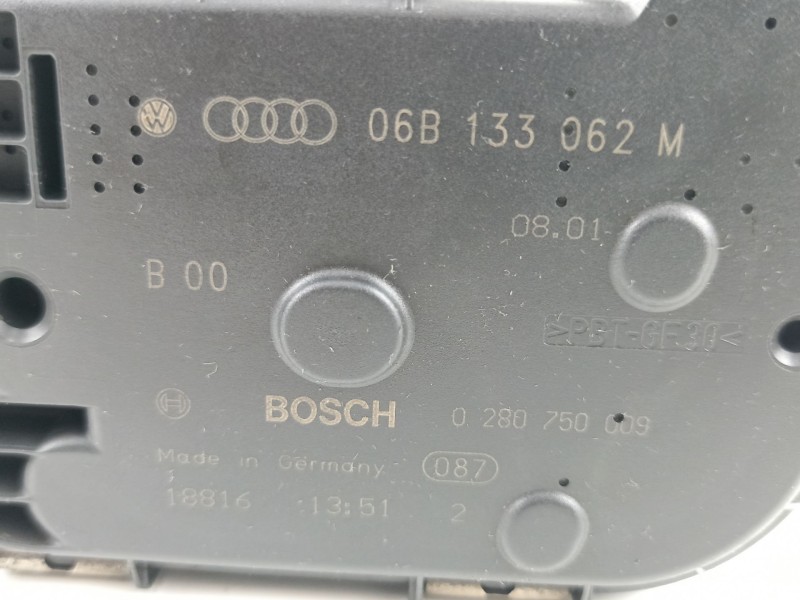 06B 133 062 M
08.01
B 00
>PBT-GF30<
BOSCH 0 280 750 009
Made in Germany 087
18816 13:51 2